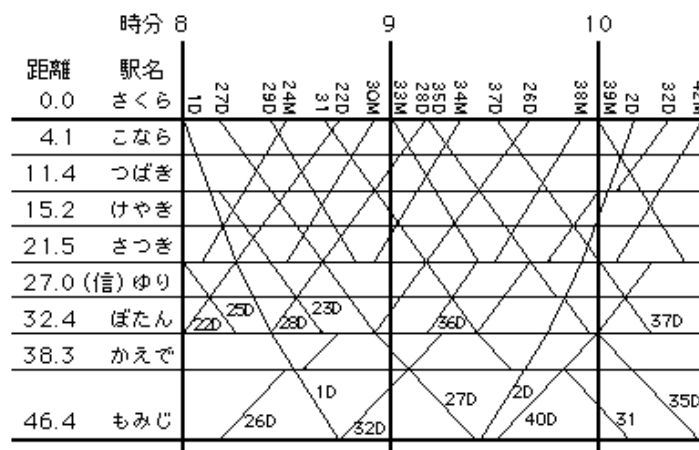 時分 8 9 10
距離 駅名
1D 27D 29D 24M 31 22D 30M 33M 28D 35D 34M 37D 26D 38M 39M 2D 32D 42M
0.0 さくら
4.1 こなら
11.4 つばき
15.2 けやき
21.5 さつき
27.0 (信)ゆり
32.4 ぼたん
38.3 かえで
46.4 もみじ
22D 25D 28D 23D 36D 37D
1D 27D 2D 35D
26D 32D 40D 31